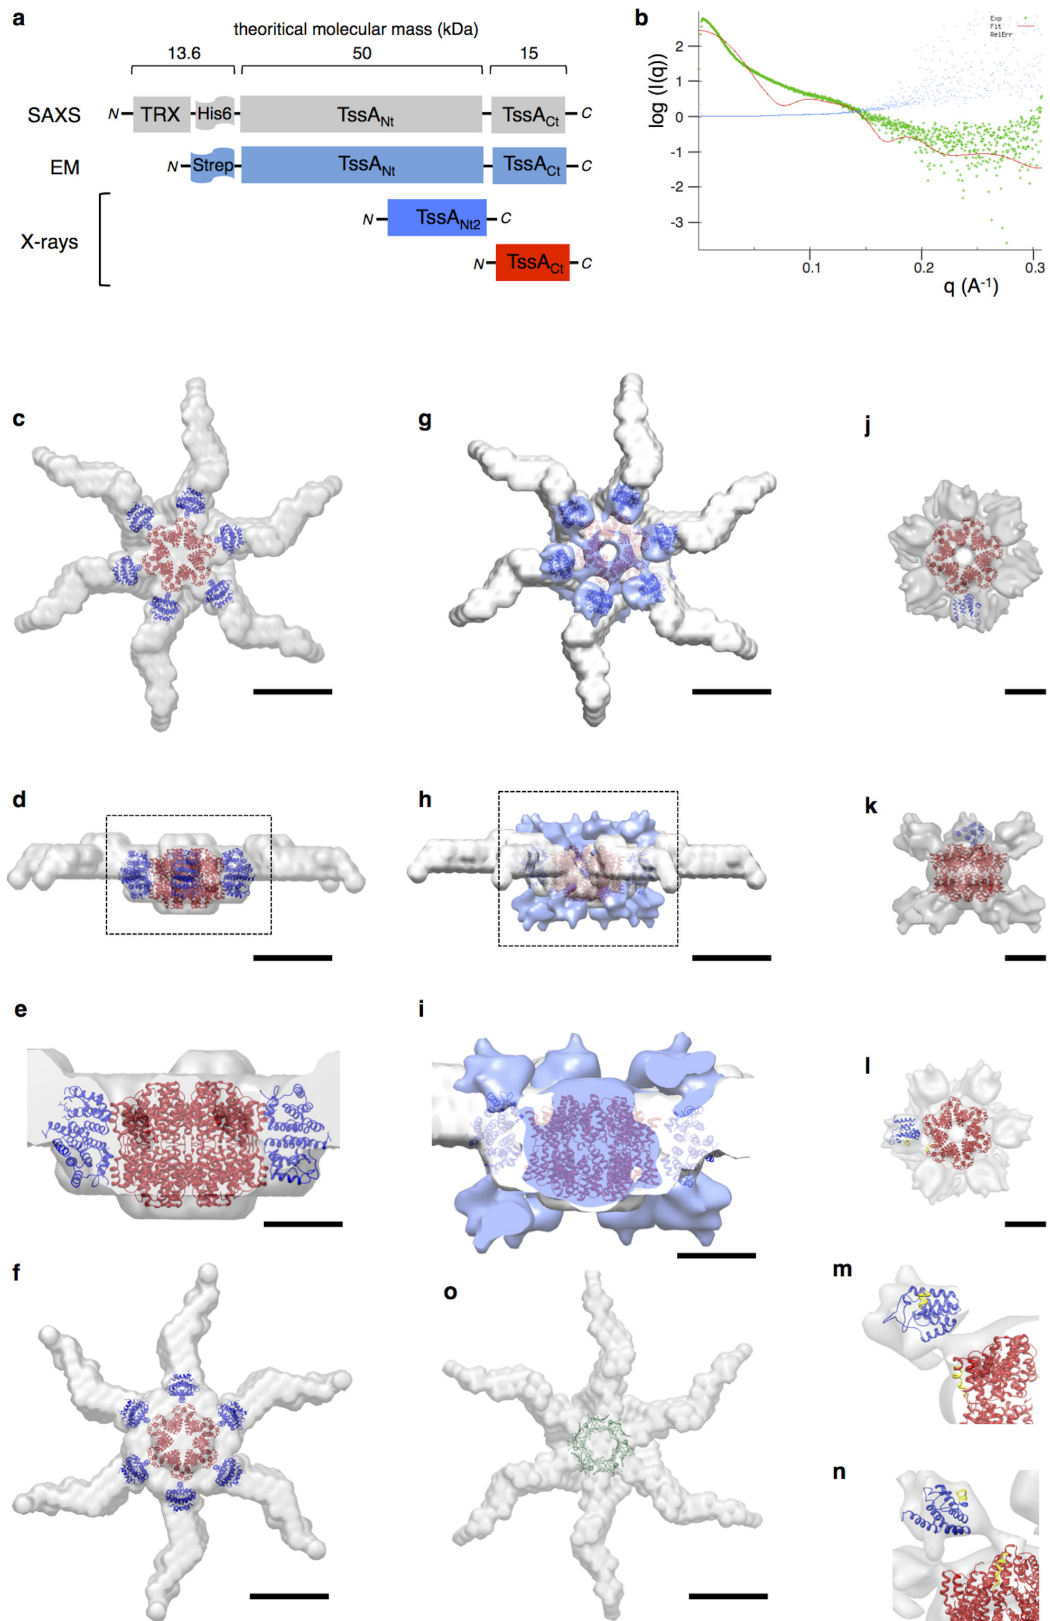 a
theoritical molecular mass (kDa)
13.6 50 15
SAXS N TRX His6 TssANt TssACt C
EM N Strep TssANt TssACt C
X-rays
N TssANt2 C
N TssACt C
b
Exp
Fit
RelErr
log (I(q))
2
1
0
-1
-2
-3
0.1 0.2 0.3
q (A-1)
c
g
j
d
h
k
e
i
l
f
o
m
n